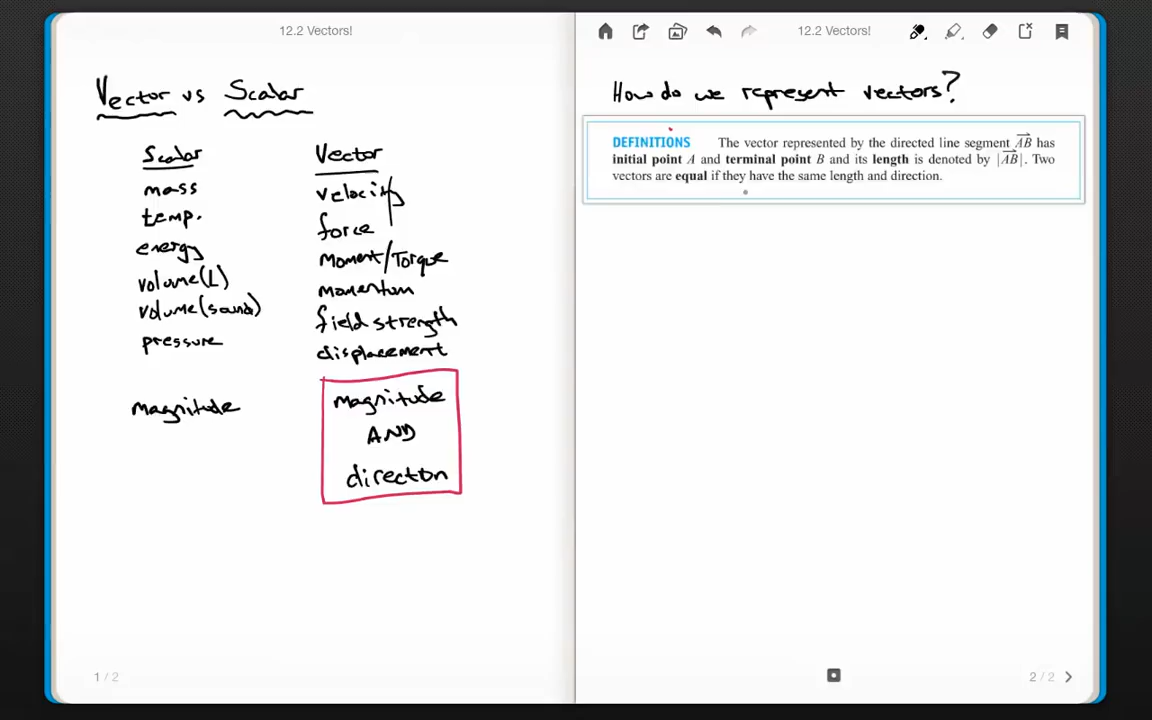 12.2 Vectors!
Vector vs Scalar
Scalar
mass
temp.
energy
volume(L)
volume(sound)
pressure
magnitude
Vector
velocity
force
Moment/Torque
momentum
field strength
displacement
magnitude
AND
directon
1 / 2
12.2 Vectors!
How do we represent vectors?
DEFINITIONS The vector represented by the directed line segment AB has
initial point A and terminal point B and its length is denoted by |AB|. Two
vectors are equal if they have the same length and direction.
2 / 2